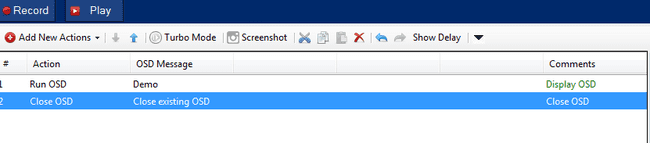 Record Play
Add New Actions Turbo Mode Screenshot Show Delay
# Action OSD Message Comments
1 Run OSD Demo Display OSD
2 Close OSD Close existing OSD Close OSD